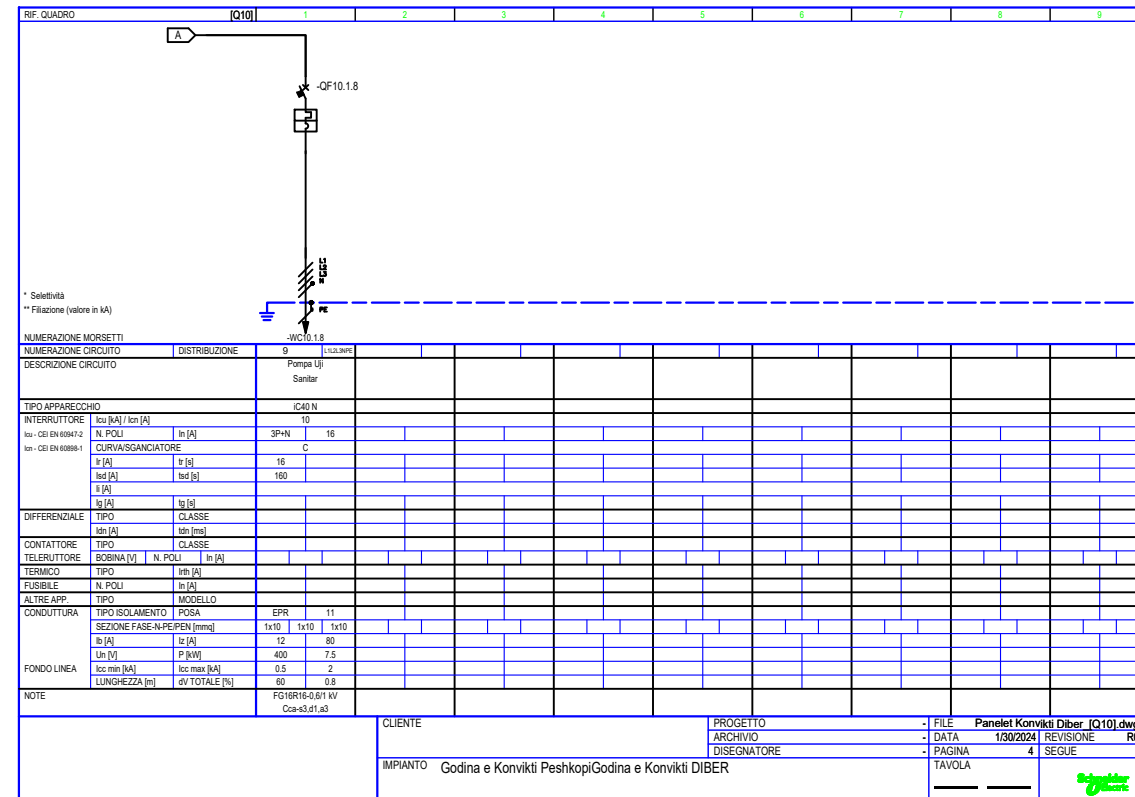 RIF. QUADRO [Q10] 1 2 3 4 5 6 7 8 9
A
-QF10.1.8
* Selettività
** Filiazione (valore in kA)
N
PE
NUMERAZIONE MORSETTI -WC10.1.8
NUMERAZIONE CIRCUITO DISTRIBUZIONE 9 L1L2L3NPE
DESCRIZIONE CIRCUITO Pompa Uji
Sanitar
TIPO APPARECCHIO iC40 N
INTERRUTTORE Icu [kA] / Icn [A] 10
Icu - CEI EN 60947-2 N. POLI In [A] 3P+N 16
Icn - CEI EN 60898-1 CURVA/SGANCIATORE C
Ir [A] tr [s] 16
Isd [A] tsd [s] 160
Ii [A]
Ig [A] tg [s]
DIFFERENZIALE TIPO CLASSE
Idn [A] tdn [ms]
CONTATTORE TIPO CLASSE
TELERUTTORE BOBINA [V] N. POLI In [A]
TERMICO TIPO Irth [A]
FUSIBILE N. POLI In [A]
ALTRE APP. TIPO MODELLO
CONDUTTURA TIPO ISOLAMENTO POSA EPR 11
SEZIONE FASE-N-PE/PEN [mmq] 1x10 1x10 1x10
Ib [A] Iz [A] 12 80
Un [V] P [kW] 400 7.5
FONDO LINEA Icc min [kA] Icc max [kA] 0.5 2
LUNGHEZZA [m] dV TOTALE [%] 60 0.8
NOTE FG16R16-0,6/1 kV
Cca-s3,d1,a3
CLIENTE PROGETTO - FILE Panelet Konvikti Diber_[Q10].dwg
ARCHIVIO - DATA 1/30/2024 REVISIONE
DISEGNATORE - PAGINA 4 SEGUE
IMPIANTO Godina e Konvikti PeshkopiGodina e Konvikti DIBER TAVOLA
Schneider
Electric